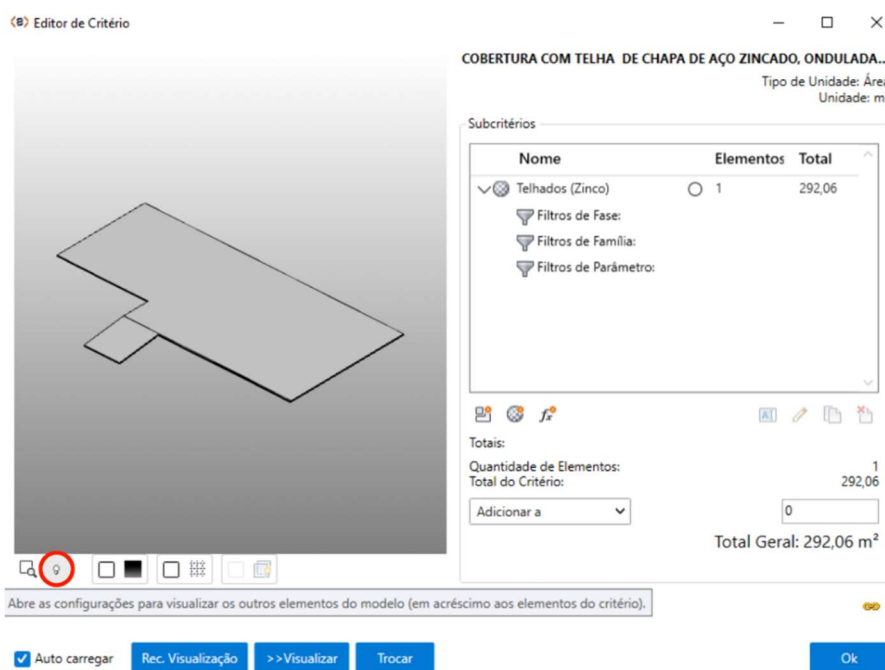 Editor de Critério
COBERTURA COM TELHA DE CHAPA DE AÇO ZINCADO, ONDULADA...
Tipo de Unidade: Área
Unidade: m
Subcritérios
Nome Elementos Total
Telhados (Zinco) 1 292,06
Filtros de Fase:
Filtros de Família:
Filtros de Parâmetro:
Totais:
Quantidade de Elementos: 1
Total do Critério: 292,06
Adicionar a 0
Total Geral: 292,06 m²
Abre as configurações para visualizar os outros elementos do modelo (em acréscimo aos elementos do critério).
Auto carregar Rec. Visualização >>Visualizar Trocar Ok